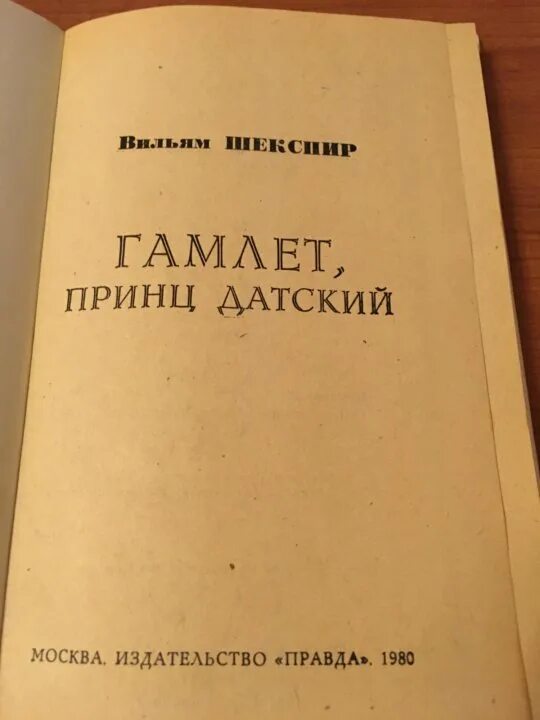 Вильям ШЕКСПИР
ГАМЛЕТ,
ПРИНЦ ДАТСКИЙ
МОСКВА. ИЗДАТЕЛЬСТВО «ПРАВДА». 1980